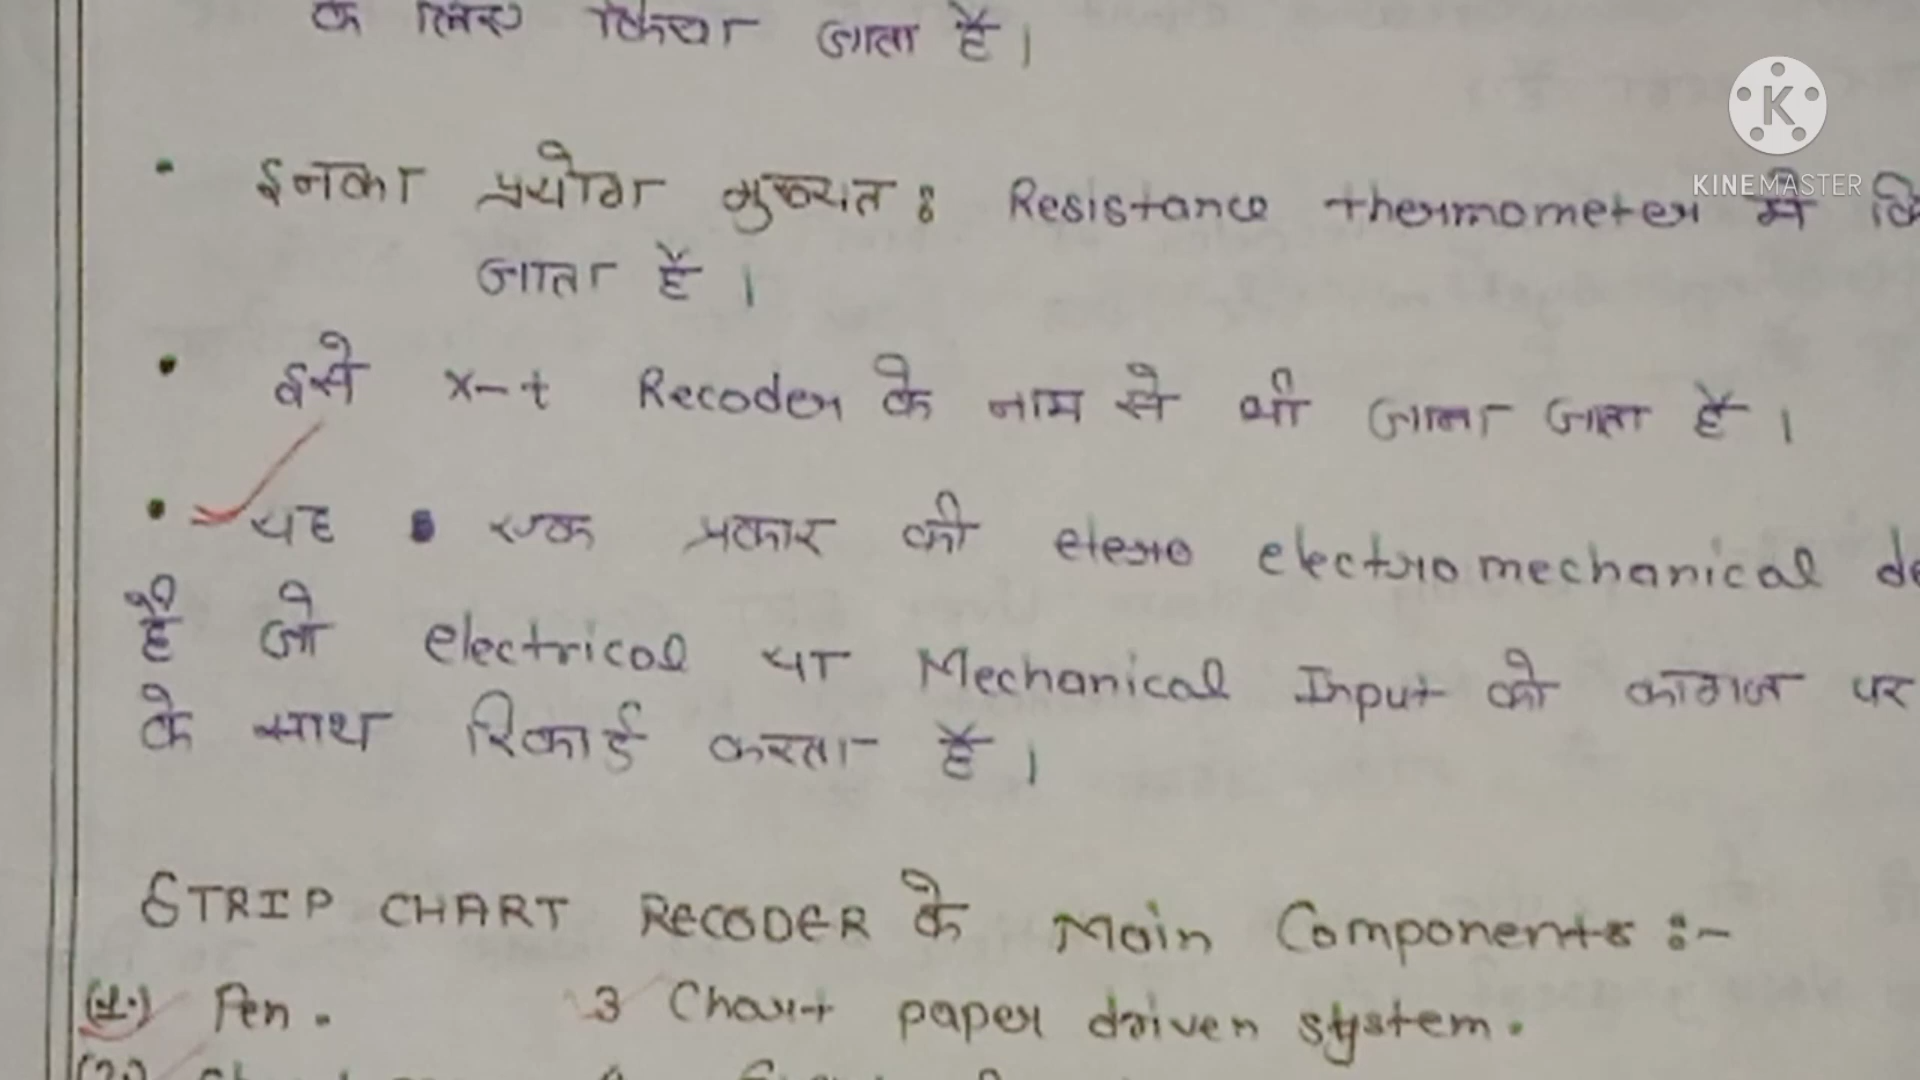 के लिए किया जाता है।
KINEMASTER
• इनका प्रयोग मुख्यत: Resistance thermometer में
जाता है।
• इसे x-t Recoder के नाम से भी जाना जाता है।
• यह एक प्रकार की electromechanical
है जो electrical या Mechanical Input को कागज पर
के साथ रिकार्ड करता है।
STRIP CHART RECODER के Main Components :-
(1.) Pen. 3 Chart paper driven system.